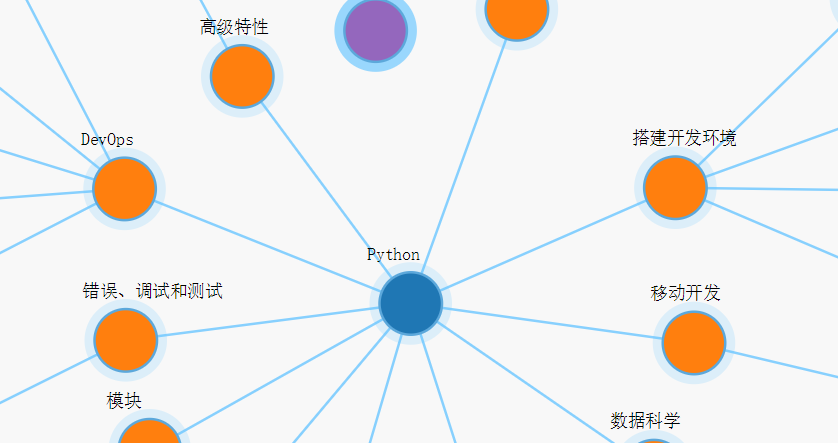 高级特性
DevOps
搭建开发环境
Python
错误、调试和测试
移动开发
模块
数据科学